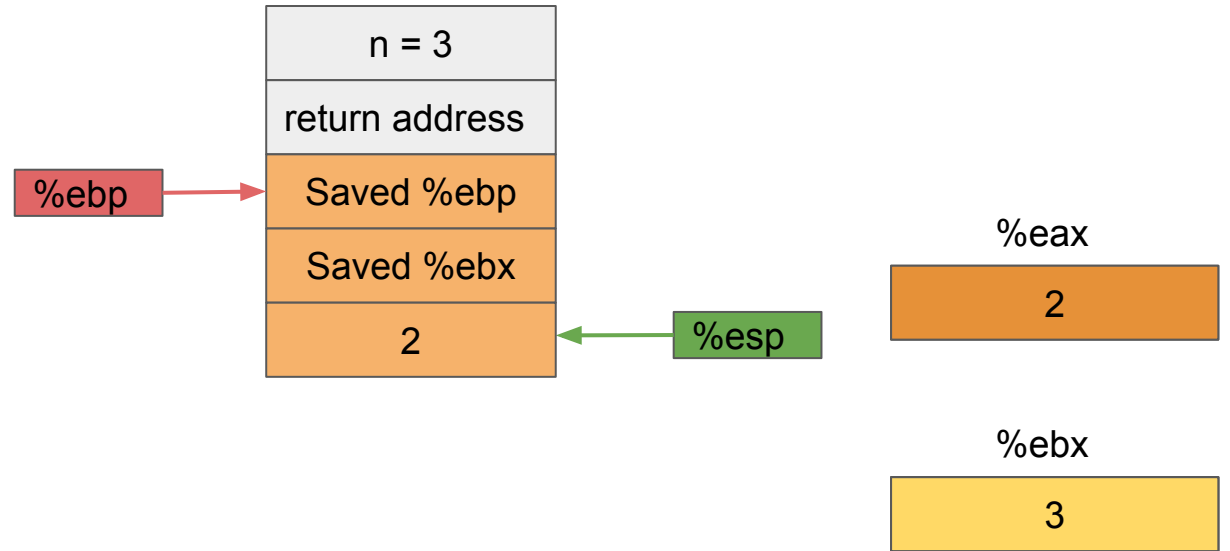 n = 3
return address
%ebp
Saved %ebp
Saved %ebx
%eax
2
2
%esp
%ebx
3